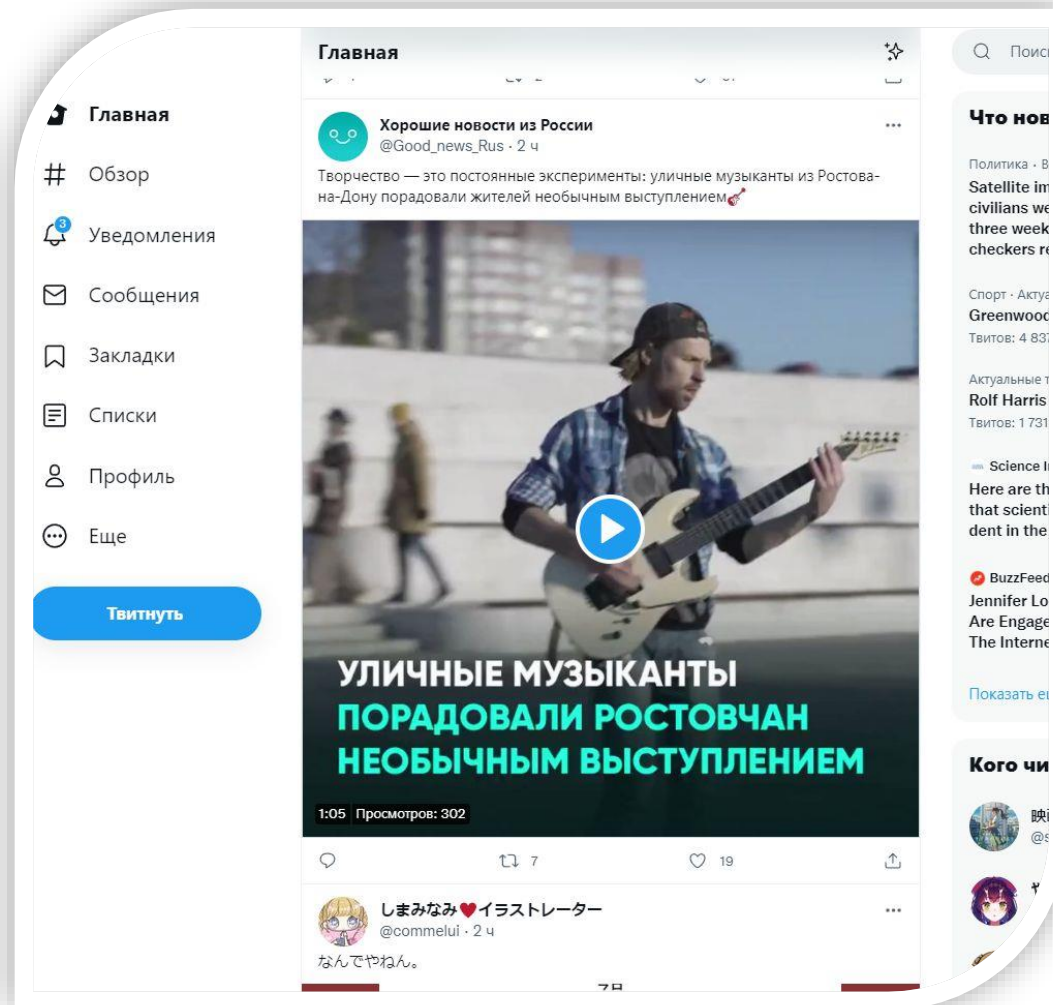 Главная
Обзор
3
Уведомления
Сообщения
Закладки
Списки
Профиль
Еще
Твитнуть
Главная
Хорошие новости из России
@Good_news_Rus · 2 ч
Творчество — это постоянные эксперименты: уличные музыканты из Ростова-
на-Дону порадовали жителей необычным выступлением🎸
УЛИЧНЫЕ МУЗЫКАНТЫ
ПОРАДОВАЛИ РОСТОВЧАН
НЕОБЫЧНЫМ ВЫСТУПЛЕНИЕМ
1:05 Просмотров: 302
7 19
しまみなみ♥イラストレーター
@commelui · 2 ч
なんでやねん。
Что нов
Политика · В
Satellite im
civilians we
three week
checkers re
Спорт · Актуа
Greenwood
Твитов: 4 837
Актуальные т
Rolf Harris
Твитов: 1 731
Science I
Here are th
that scienti
dent in the
BuzzFeed
Jennifer Lo
Are Engage
The Interne
Показать е
Кого чи